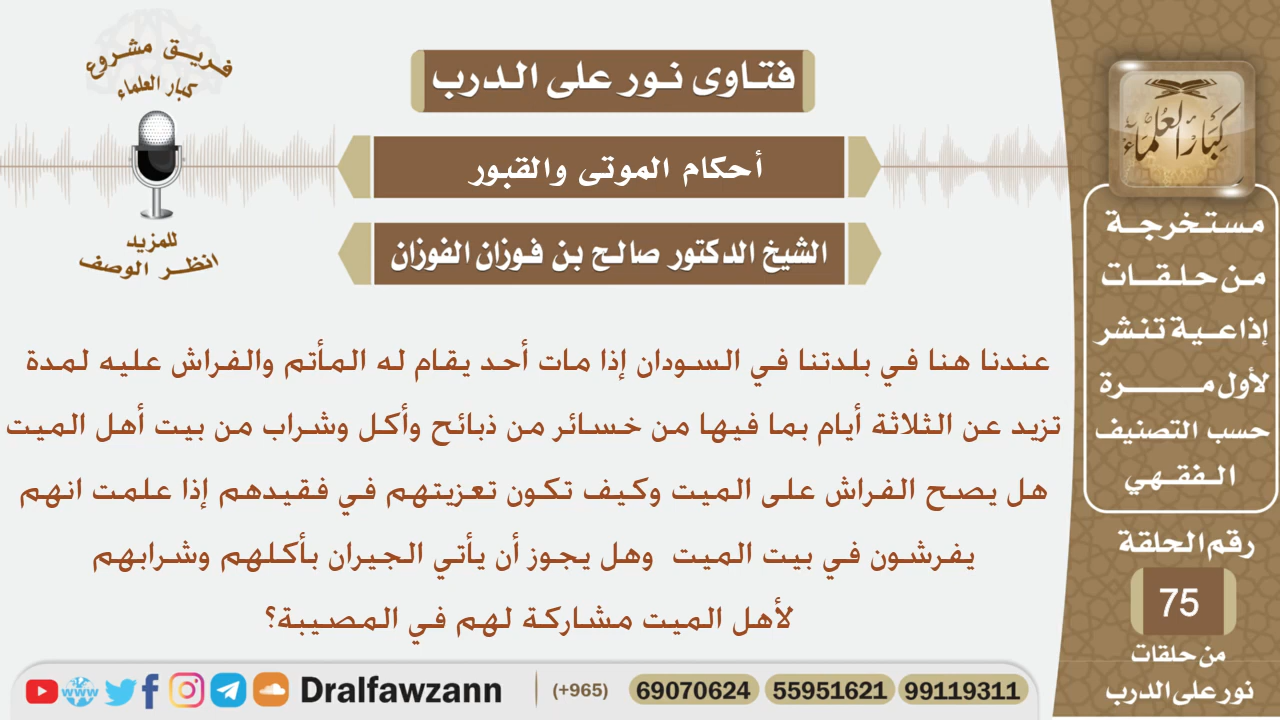 فريق مشروع
كبار العلماء
للمزيد
انظر الوصف
فتاوى نور على الدرب
أحكام الموتى والقبور
الشيخ الدكتور صالح بن فوزان الفوزان
عندنا هنا في بلدتنا في السودان إذا مات أحد يقام له المأتم والفراش عليه لمدة
تزيد عن الثلاثة أيام بما فيها من خسائر من ذبائح وأكل وشراب من بيت أهل الميت
هل يصح الفراش على الميت وكيف تكون تعزيتهم في فقيدهم إذا علمت انهم
يفرشون في بيت الميت وهل يجوز أن يأتي الجيران بأكلهم وشرابهم
لأهل الميت مشاركة لهم في المصيبة؟
كبار العلماء
مستخرجة
من حلقات
إذاعية تنشر
لأول مرة
حسب التصنيف
الفقهي
رقم الحلقة
75
من حلقات
نور على الدرب
www Dralfawzann (+965) 69070624 55951621 99119311